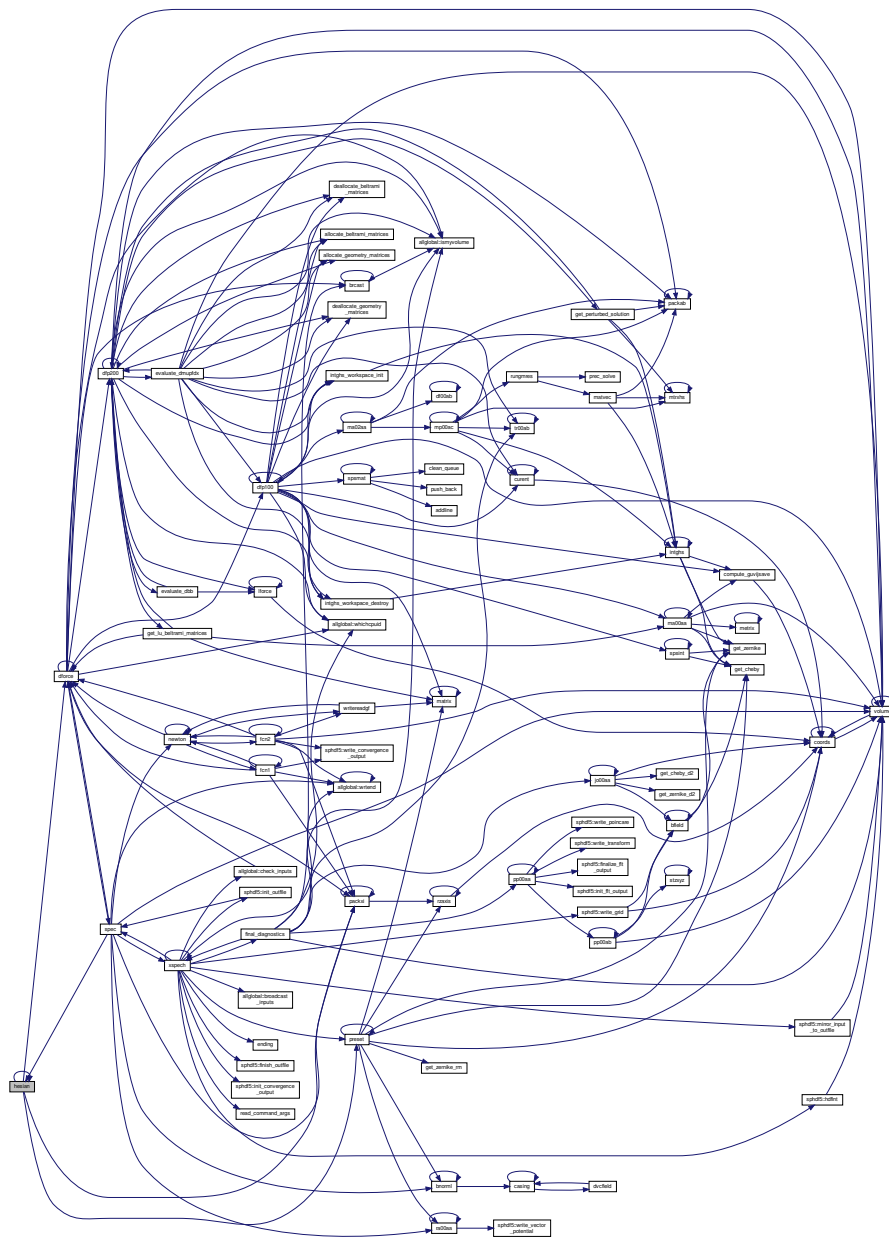 deallocate_beltrami
_matrices
allocate_beltrami_matrices
allglobal::ismyvolume
allocate_geometry_matrices
brcast
packab
deallocate_geometry
_matrices
get_perturbed_solution
dfp200
evaluate_dmupfdx
intghs_workspace_init
rungmres
prec_solve
df00ab
matvec
mtrxhs
ma02aa
mp00ac
tr00ab
clean_queue
spsmat
curent
dfp100
push_back
addline
intghs
compute_guvijsave
evaluate_dbb
lforce
intghs_workspace_destroy
allglobal::whichcpuid
ma00aa
matrix
get_lu_beltrami_matrices
get_zernike
spsint
get_cheby
dforce
matrix
writereadgf
volume
newton
fcn2
coords
sphdf5::write_convergence
_output
fcn1
get_cheby_d2
jo00aa
allglobal::wrtend
get_zernike_d2
sphdf5::write_poincare
bfield
sphdf5::write_transform
allglobal::check_inputs
sphdf5::finalize_flt
_output
pp00aa
stzxyz
sphdf5::init_outfile
sphdf5::init_flt_output
packxi
rzaxis
sphdf5::write_grid
spec
final_diagnostics
pp00ab
xspech
allglobal::broadcast
_inputs
sphdf5::mirror_input
_to_outfile
ending
preset
sphdf5::finish_outfile
get_zernike_rm
hesian
sphdf5::init_convergence
_output
sphdf5::hdfint
read_command_args
bnorml
casing
dvcfield
ra00aa
sphdf5::write_vector
_potential